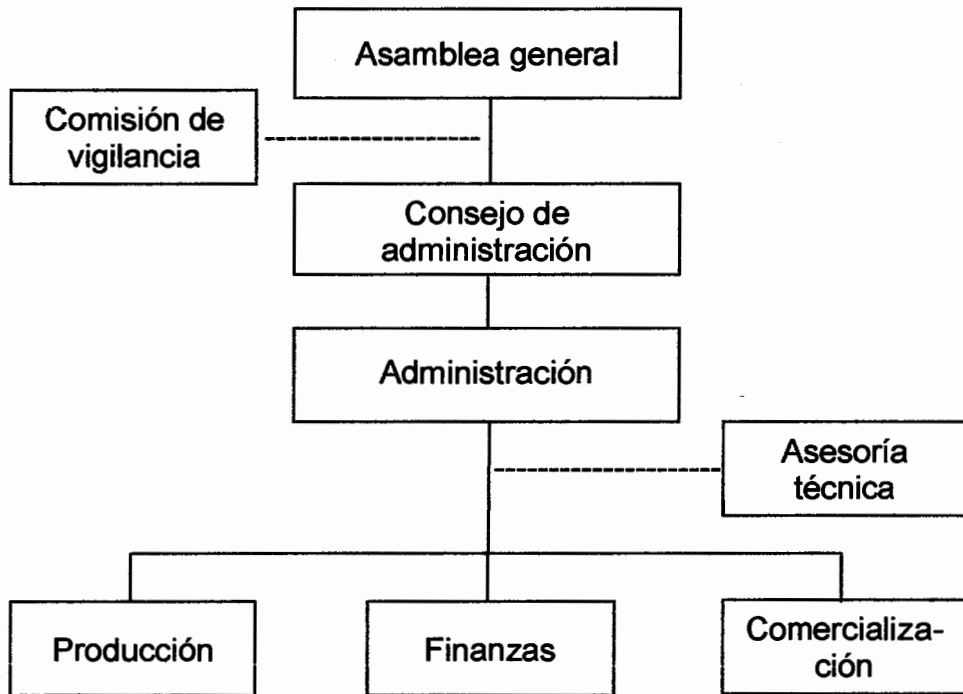 Asamblea general
Comisión de
vigilancia
Consejo de
administración
Administración
Asesoría
técnica
Producción
Finanzas
Comercializa-
ción